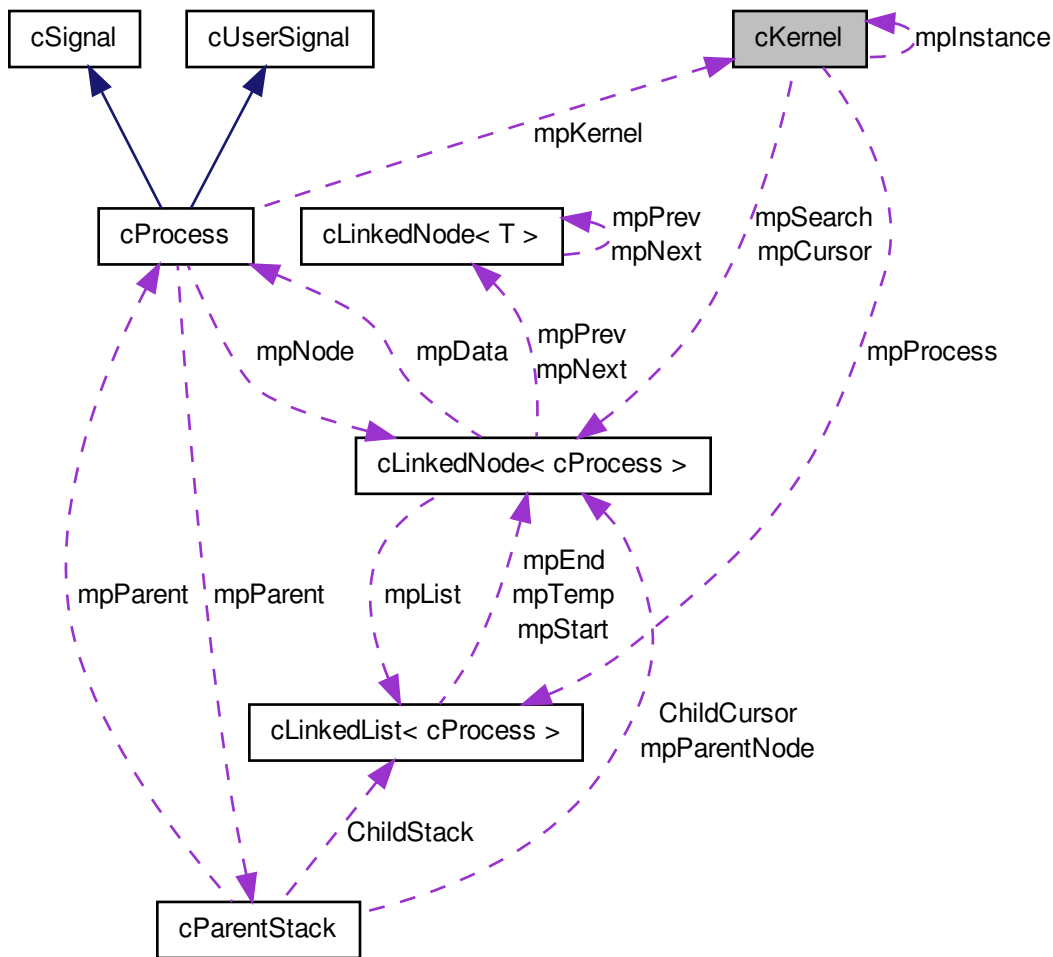 cSignal
cUserSignal
cKernel
mpInstance
mpKernel
cProcess
cLinkedNode< T >
mpPrev
mpNext
mpSearch
mpCursor
mpNode
mpData
mpPrev
mpNext
mpProcess
cLinkedNode< cProcess >
mpParent
mpParent
mpList
mpEnd
mpTemp
mpStart
cLinkedList< cProcess >
ChildCursor
mpParentNode
ChildStack
cParentStack